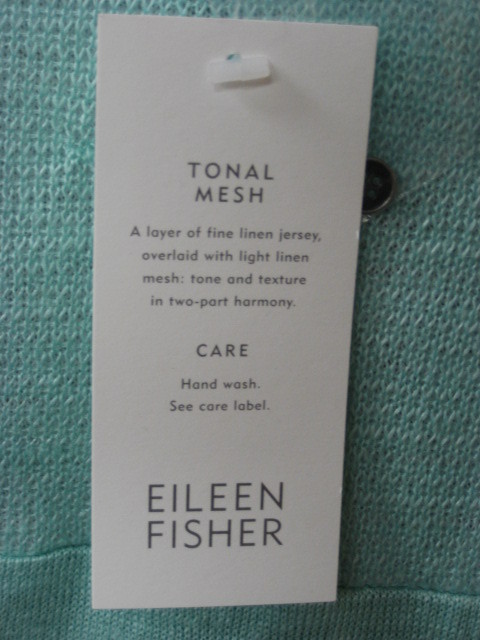 TONAL
MESH
A layer of fine linen jersey,
overlaid with light linen
mesh: tone and texture
in two-part harmony.
CARE
Hand wash.
See care label.
EILEEN
FISHER